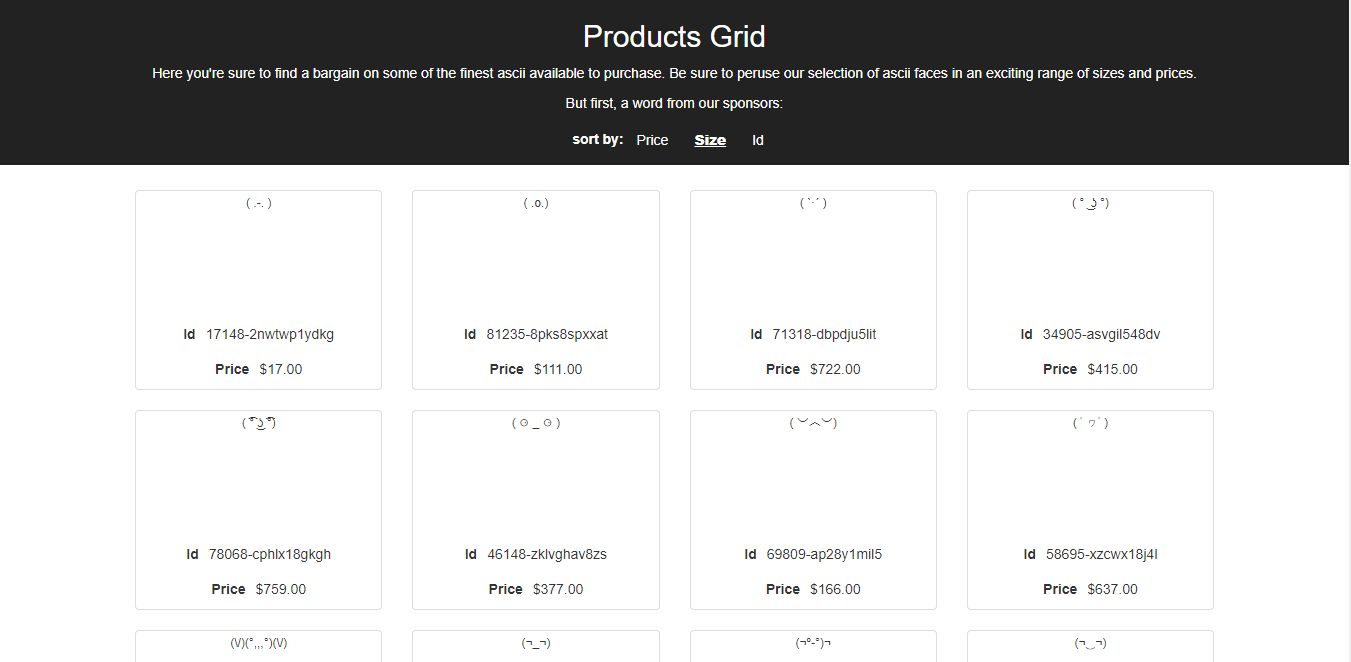 Products Grid
Here you're sure to find a bargain on some of the finest ascii available to purchase. Be sure to peruse our selection of ascii faces in an exciting range of sizes and prices.
But first, a word from our sponsors:
sort by: Price Size Id
( .-. ) ( .o.) ( `·´ ) ( ° ͜ ʖ °)
Id 17148-2nwtwp1ydkg Id 81235-8pks8spxxat Id 71318-dbpdju5lit Id 34905-asvgil548dv
Price $17.00 Price $111.00 Price $722.00 Price $415.00
( ͡° ͜ʖ ͡°) ( ⚆ _ ⚆ ) ( ︶︿︶) ( ﾟヮﾟ)
Id 78068-cphlx18gkgh Id 46148-zklvghav8zs Id 69809-ap28y1mil5 Id 58695-xzcwx18j4l
Price $759.00 Price $377.00 Price $166.00 Price $637.00
(\/)(°,,,°)(\/) (¬_¬) (¬º-°)¬ (¬‿¬)